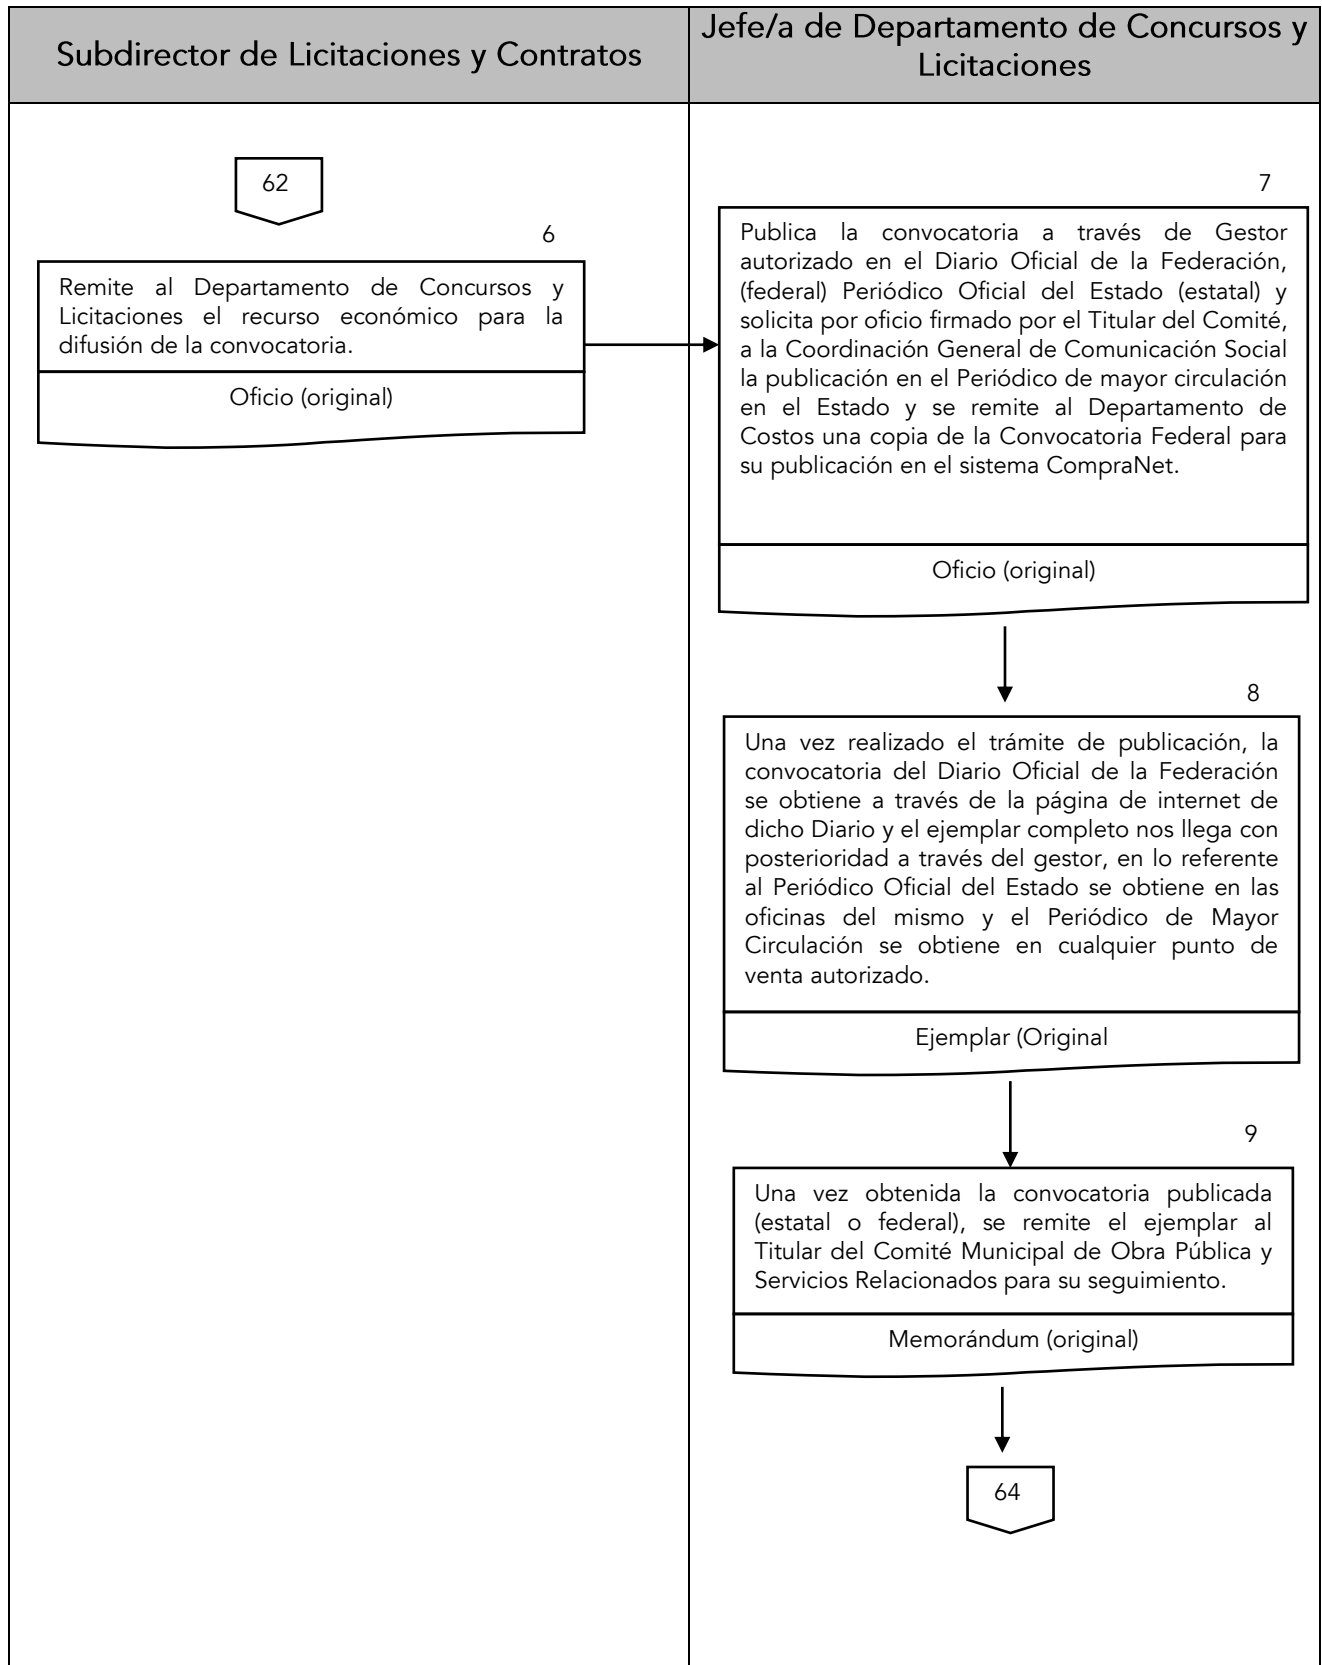 Subdirector de Licitaciones y Contratos
Jefe/a de Departamento de Concursos y
Licitaciones
62
6
Remite al Departamento de Concursos y
Licitaciones el recurso económico para la
difusión de la convocatoria.
Oficio (original)
7
Publica la convocatoria a través de Gestor
autorizado en el Diario Oficial de la Federación,
(federal) Periódico Oficial del Estado (estatal) y
solicita por oficio firmado por el Titular del Comité,
a la Coordinación General de Comunicación Social
la publicación en el Periódico de mayor circulación
en el Estado y se remite al Departamento de
Costos una copia de la Convocatoria Federal para
su publicación en el sistema CompraNet.
Oficio (original)
8
Una vez realizado el trámite de publicación, la
convocatoria del Diario Oficial de la Federación
se obtiene a través de la página de internet de
dicho Diario y el ejemplar completo nos llega con
posterioridad a través del gestor, en lo referente
al Periódico Oficial del Estado se obtiene en las
oficinas del mismo y el Periódico de Mayor
Circulación se obtiene en cualquier punto de
venta autorizado.
Ejemplar (Original
9
Una vez obtenida la convocatoria publicada
(estatal o federal), se remite el ejemplar al
Titular del Comité Municipal de Obra Pública y
Servicios Relacionados para su seguimiento.
Memorándum (original)
64